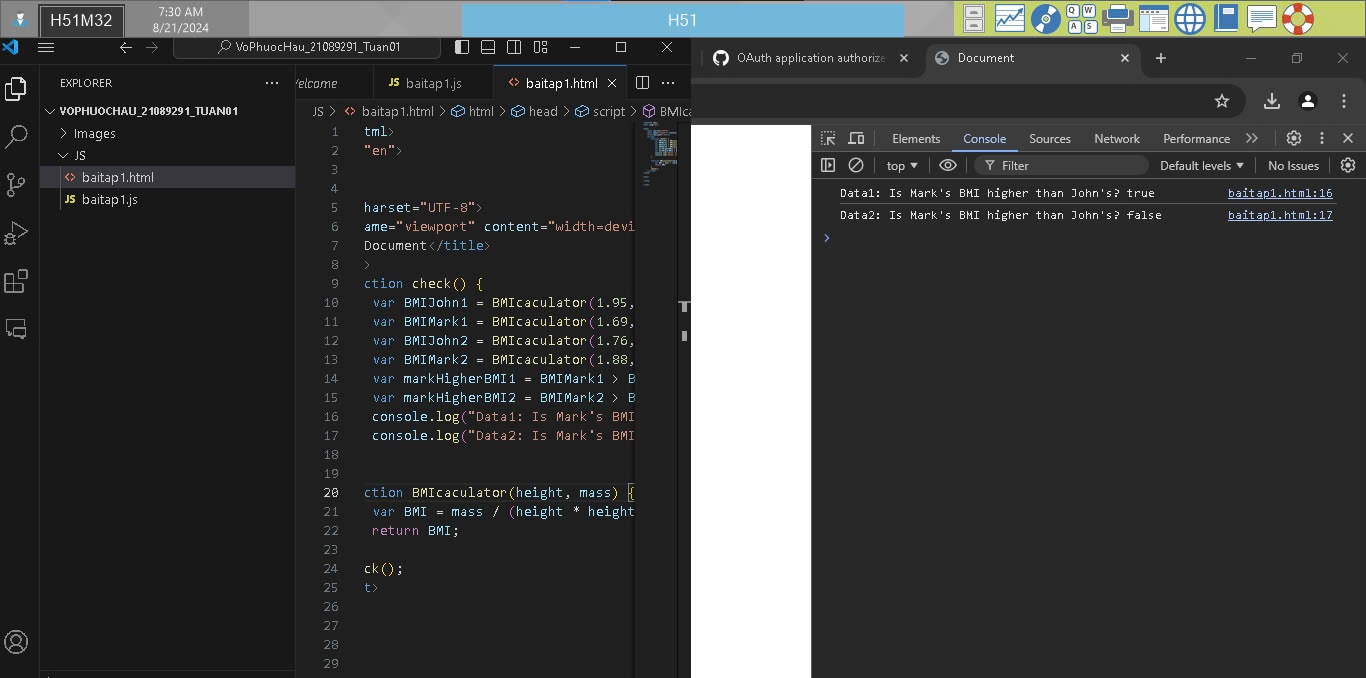 H51M32
7:30 AM
8/21/2024
H51
Q W
A S
VoPhuocHau_21089291_Tuan01
OAuth application authorize
Document
EXPLORER
elcome
JS baitap1.js
baitap1.html
VOPHUOCHAU_21089291_TUAN01
Images
JS
baitap1.html
JS baitap1.js
JS > baitap1.html > html > head > script > BMIca
1 tml>
2 "en">
3
4
5 harset="UTF-8">
6 ame="viewport" content="width=devi
7 Document</title>
8 >
9 ction check() {
10 var BMIJohn1 = BMIcaculator(1.95,
11 var BMIMark1 = BMIcaculator(1.69,
12 var BMIJohn2 = BMIcaculator(1.76,
13 var BMIMark2 = BMIcaculator(1.88,
14 var markHigherBMI1 = BMIMark1 > B
15 var markHigherBMI2 = BMIMark2 > B
16 console.log("Data1: Is Mark's BMI
17 console.log("Data2: Is Mark's BMI
18
19
20 ction BMIcaculator(height, mass) {
21 var BMI = mass / (height * height
22 return BMI;
23
24 ck();
25 t>
26
27
28
29
Elements Console Sources Network Performance
top Filter Default levels No Issues
Data1: Is Mark's BMI higher than John's? true baitap1.html:16
Data2: Is Mark's BMI higher than John's? false baitap1.html:17